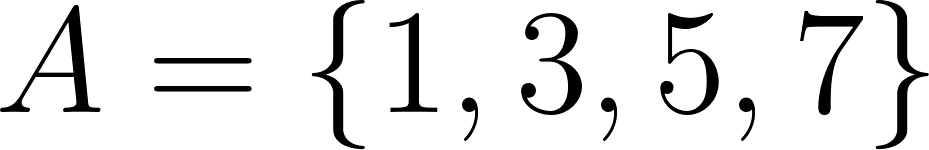 A = {1, 3, 5, 7}